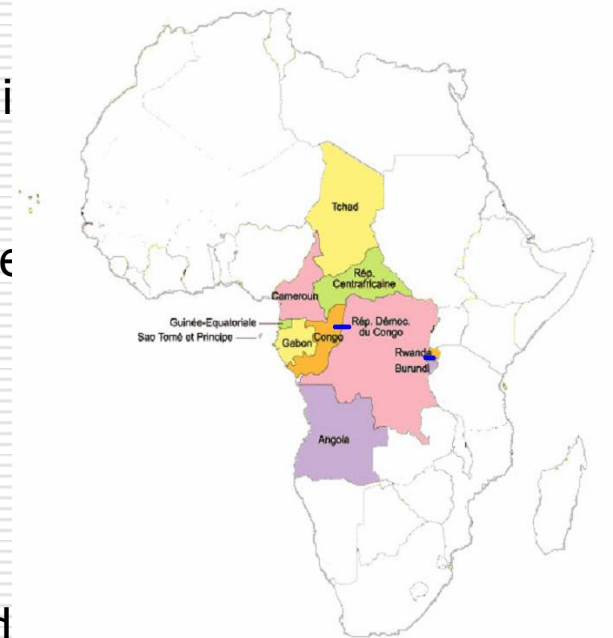 i
Tchad
e
Rép.
Centrafricaine
Cameroun
Guinée-Equatoriale
Rép. Démoc.
du Congo
Sao Tomé et Principe
Gabon
Congo
Rwanda
Burundi
Angola
d